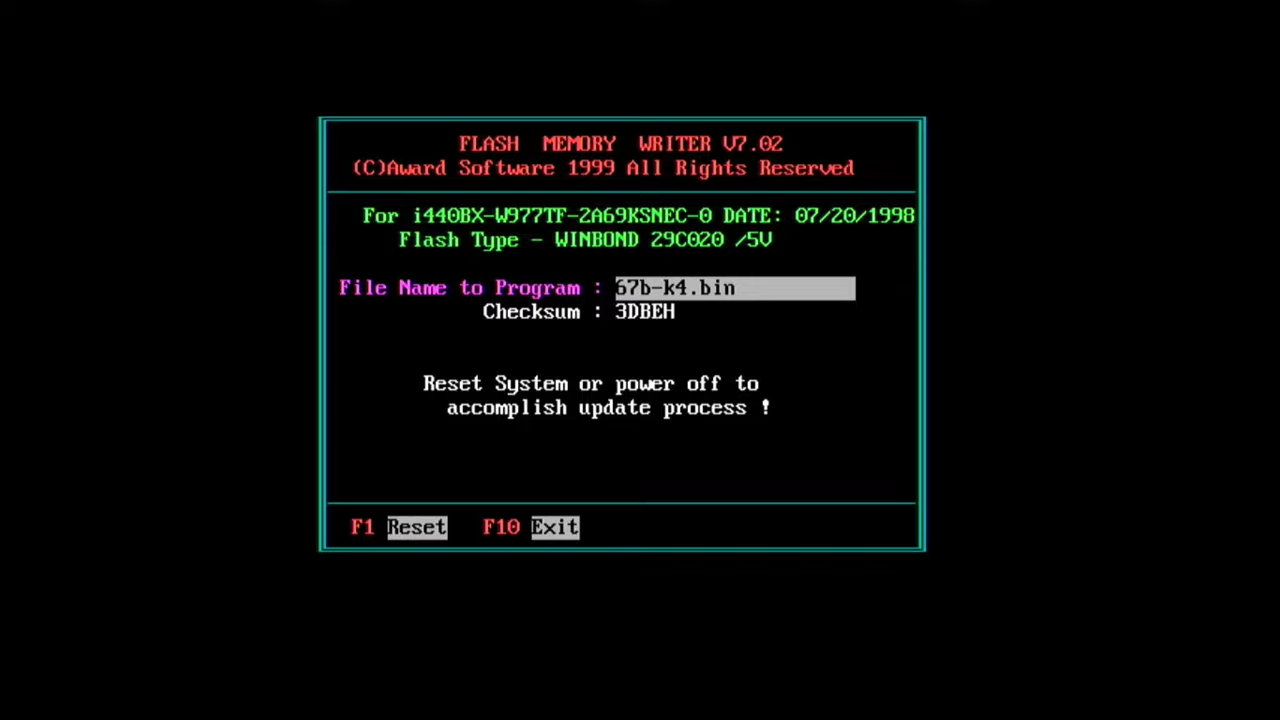 FLASH MEMORY WRITER V7.02
(C)Award Software 1999 All Rights Reserved
For i440BX-W977TF-2A69KSNEC-0 DATE: 07/20/1998
Flash Type - WINBOND 29C020 /5V
File Name to Program : 67b-k4.bin
Checksum : 3DBEH
Reset System or power off to
accomplish update process !
F1 Reset F10 Exit